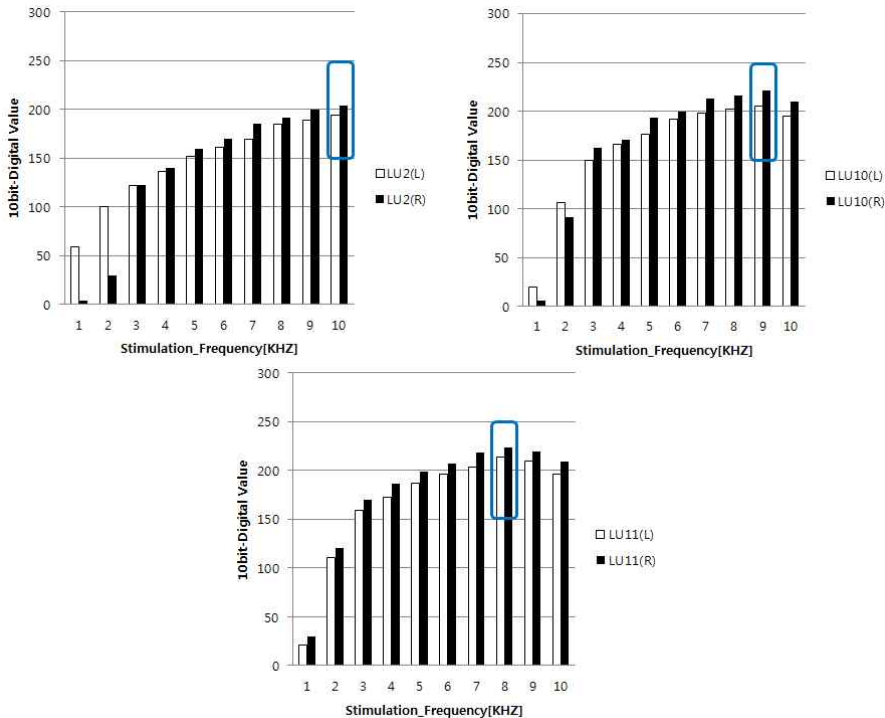 300
250
200
150
100
50
0
10bit-Digital Value
1 2 3 4 5 6 7 8 9 10
Stimulation_Frequency[KHZ]
LU2(L)
LU2(R)
300
250
200
150
100
50
0
10bit-Digital Value
1 2 3 4 5 6 7 8 9 10
Stimulation_Frequency[KHZ]
LU10(L)
LU10(R)
300
250
200
150
100
50
0
10bit-Digital Value
1 2 3 4 5 6 7 8 9 10
Stimulation_Frequency[KHZ]
LU11(L)
LU11(R)